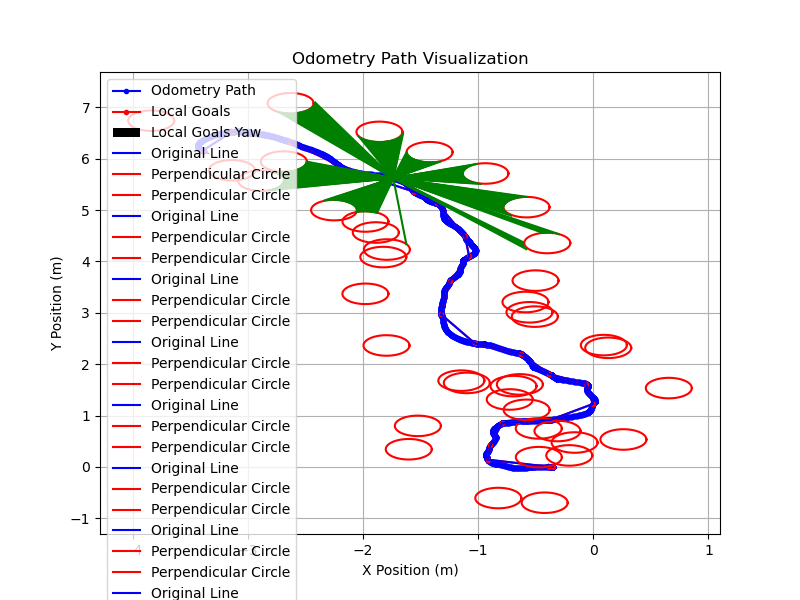 Odometry Path Visualization
Y Position (m)
7
6
5
4
3
2
1
0
−1
Odometry Path
Local Goals
Local Goals Yaw
Original Line
Perpendicular Circle
Perpendicular Circle
Original Line
Perpendicular Circle
Perpendicular Circle
Original Line
Perpendicular Circle
Perpendicular Circle
Original Line
Perpendicular Circle
Perpendicular Circle
Original Line
Perpendicular Circle
Perpendicular Circle
Original Line
Perpendicular Circle
Perpendicular Circle
Original Line
Perpendicular Circle
Perpendicular Circle
Original Line
−4 −3 −2 −1 0 1
X Position (m)